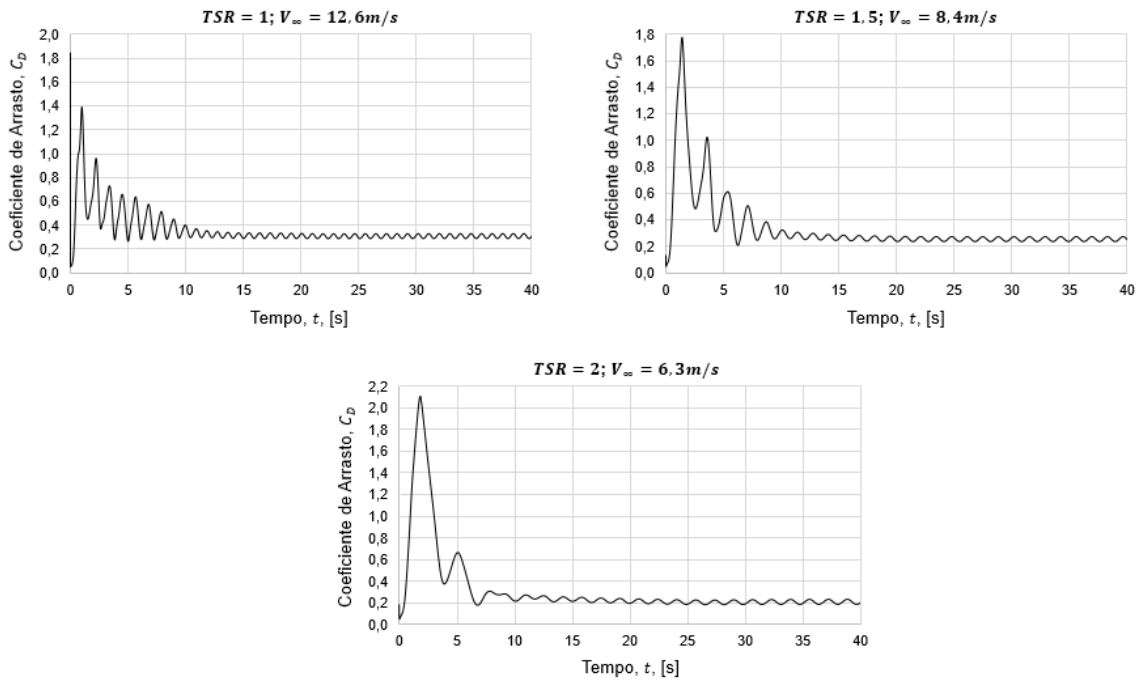 TSR = 1; V∞ = 12,6m/s
Coeficiente de Arrasto, C_D
2,0
1,8
1,6
1,4
1,2
1,0
0,8
0,6
0,4
0,2
0,0
0 5 10 15 20 25 30 35 40
Tempo, t, [s]
TSR = 1,5; V∞ = 8,4m/s
Coeficiente de Arrasto, C_D
1,8
1,6
1,4
1,2
1,0
0,8
0,6
0,4
0,2
0,0
0 5 10 15 20 25 30 35 40
Tempo, t, [s]
TSR = 2; V∞ = 6,3m/s
Coeficiente de Arrasto, C_D
2,2
2,0
1,8
1,6
1,4
1,2
1,0
0,8
0,6
0,4
0,2
0,0
0 5 10 15 20 25 30 35 40
Tempo, t, [s]